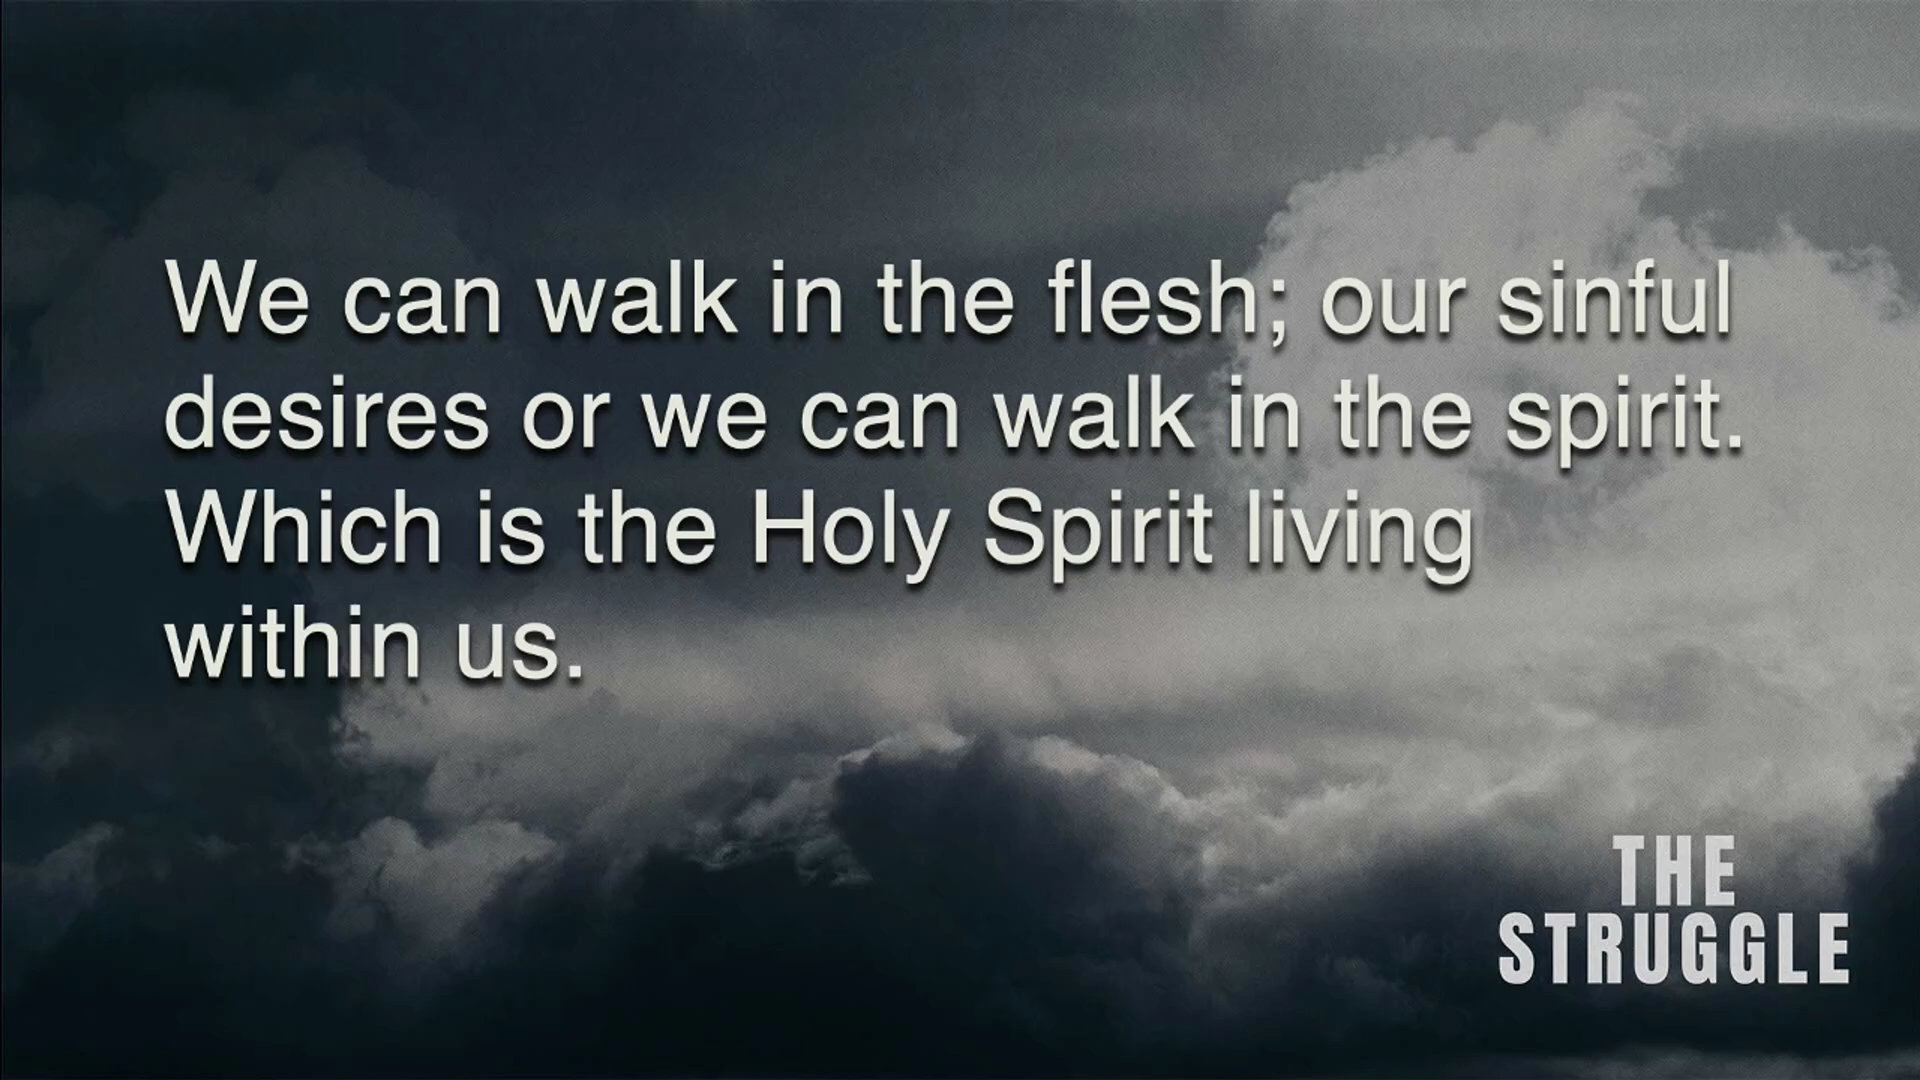 We can walk in the flesh; our sinful
desires or we can walk in the spirit.
Which is the Holy Spirit living
within us.
THE
STRUGGLE